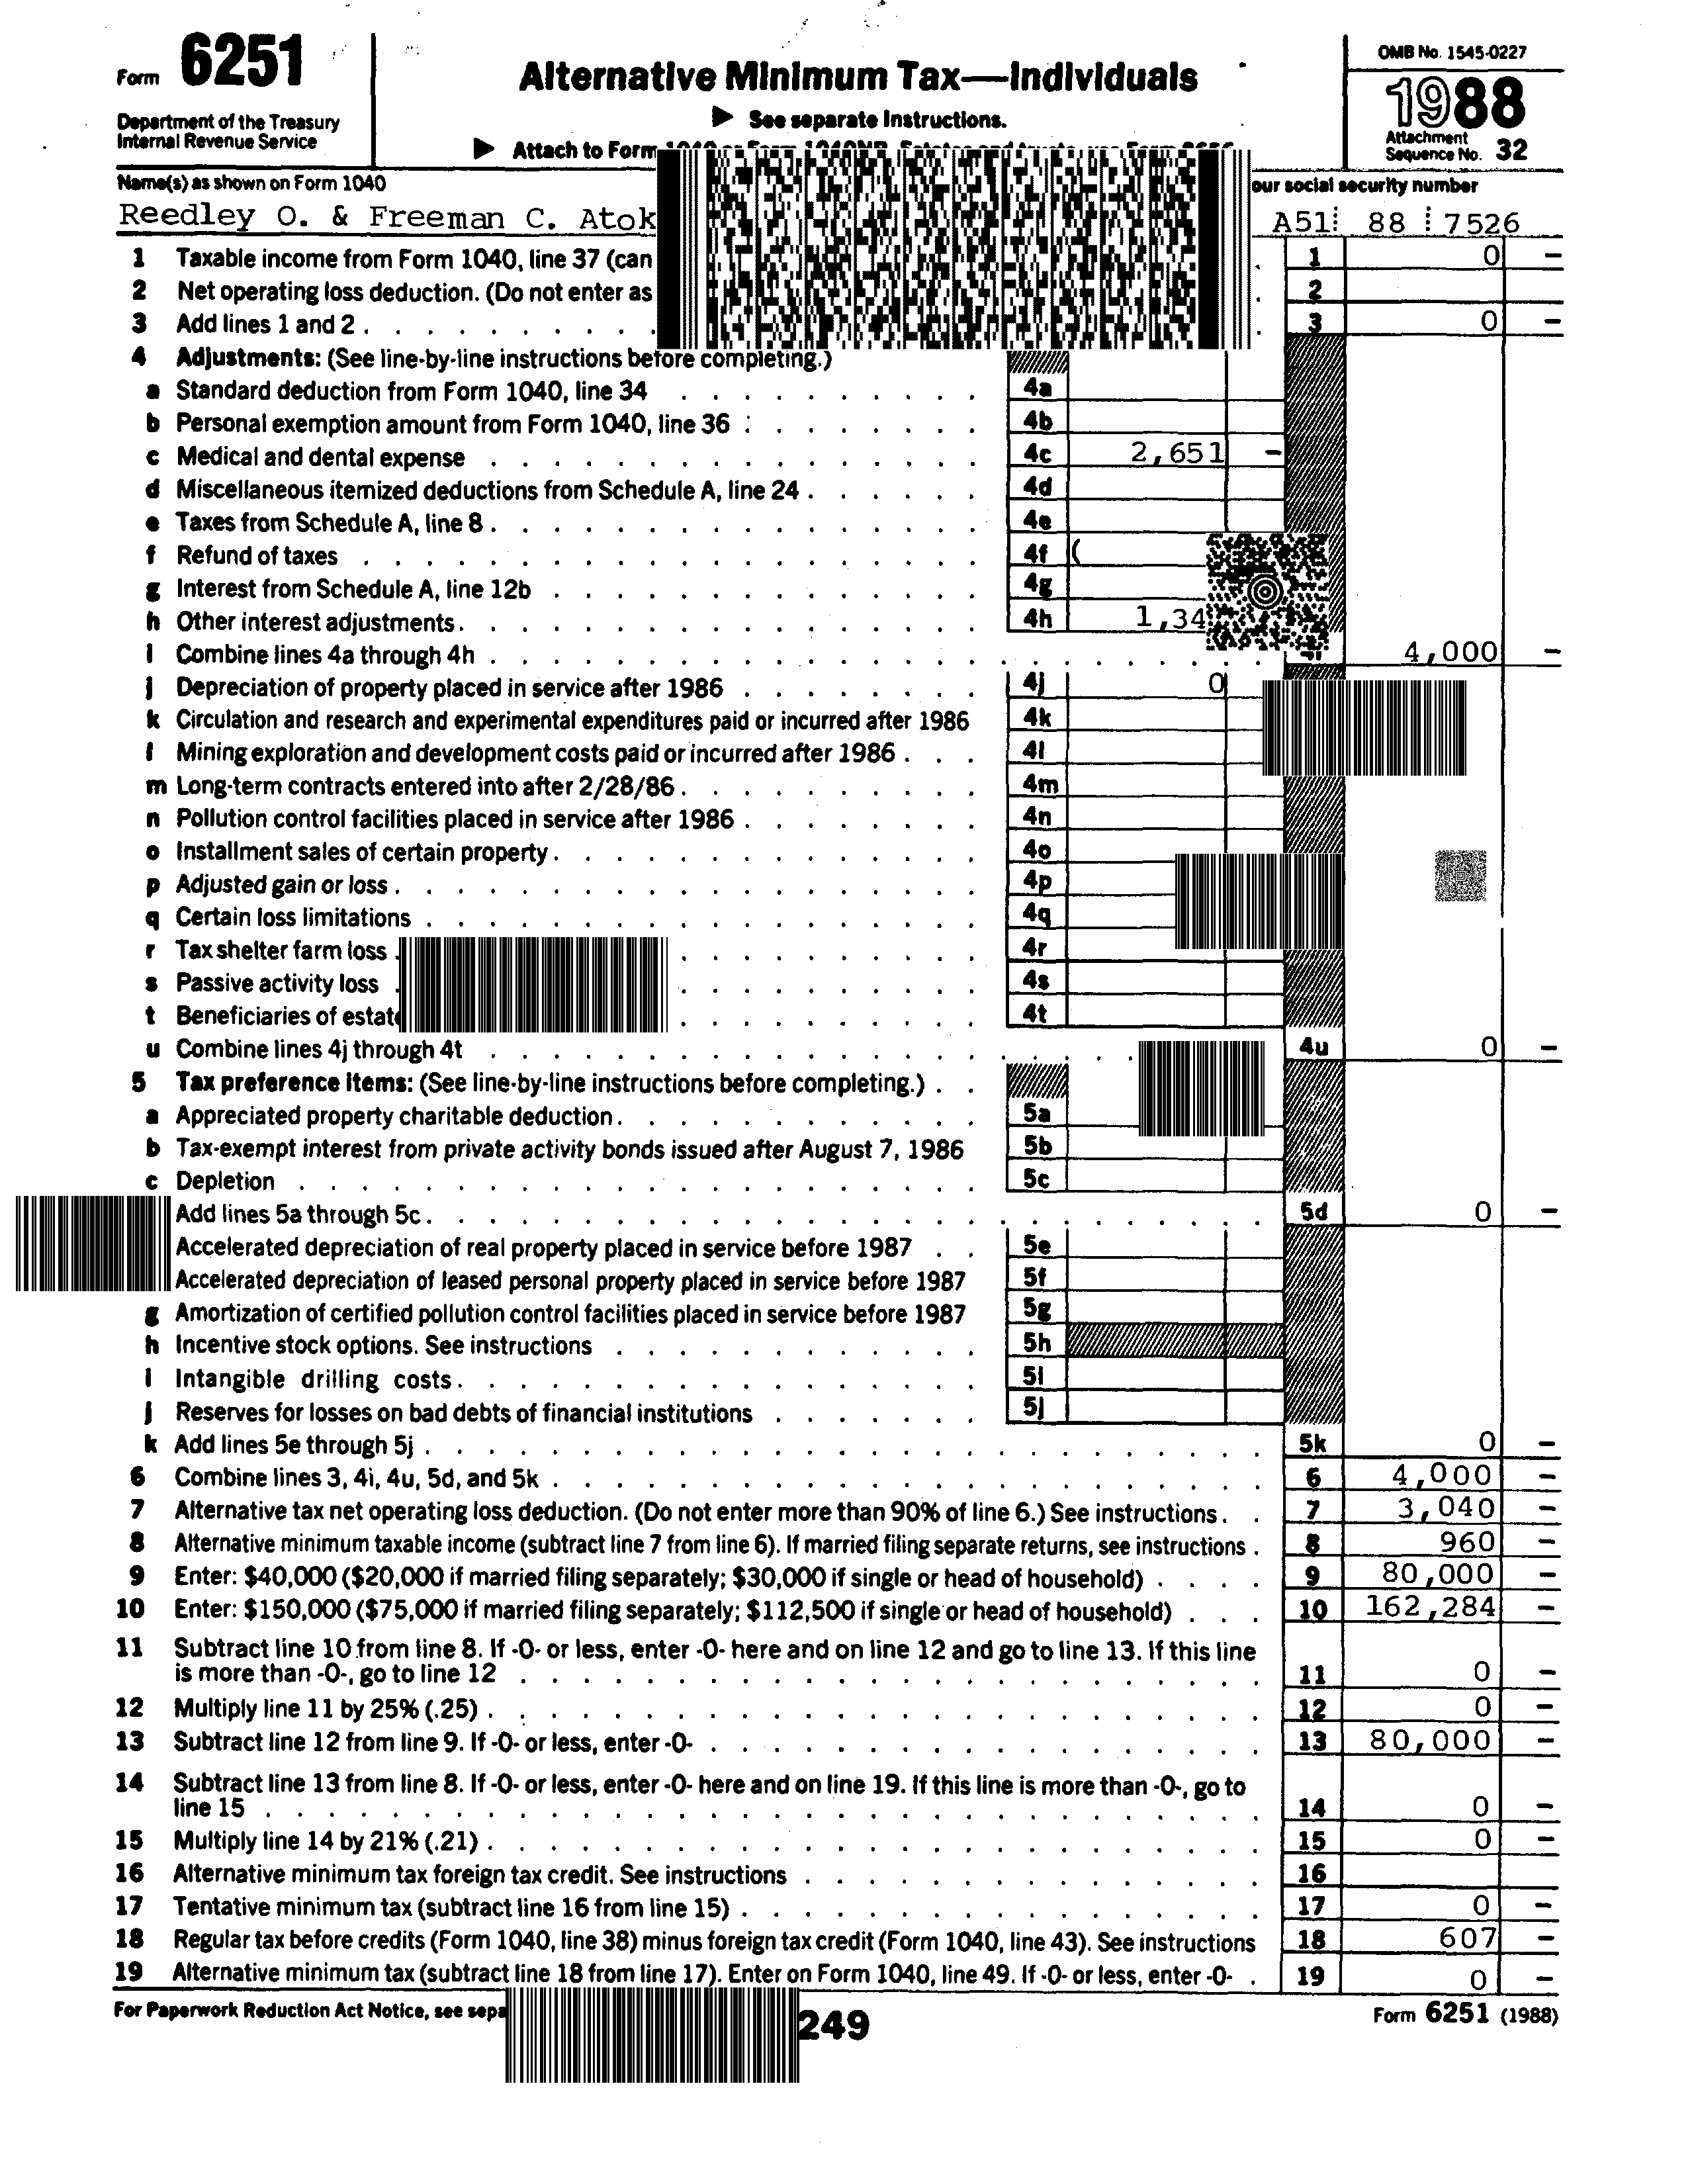 Form 6251
Department of the Treasury
Internal Revenue Service
Alternative Minimum Tax—Individuals
▶ See separate Instructions.
▶ Attach to Form
OMB No. 1545-0227
1988
Attachment
Sequence No. 32
Name(s) as shown on Form 1040
our social security number
Reedley O. & Freeman C. Atok A51 88 7526
1 Taxable income from Form 1040, line 37 (can 1 0 –
2 Net operating loss deduction. (Do not enter as 2
3 Add lines 1 and 2 . 3 0 –
4 Adjustments: (See line-by-line instructions before completing.)
a Standard deduction from Form 1040, line 34 4a
b Personal exemption amount from Form 1040, line 36 4b
c Medical and dental expense 4c 2,651 –
d Miscellaneous itemized deductions from Schedule A, line 24 . 4d
e Taxes from Schedule A, line 8 . 4e
f Refund of taxes 4f (
g Interest from Schedule A, line 12b 4g
h Other interest adjustments . 4h 1,34
i Combine lines 4a through 4h 4,000 –
j Depreciation of property placed in service after 1986 4j 0
k Circulation and research and experimental expenditures paid or incurred after 1986 4k
l Mining exploration and development costs paid or incurred after 1986 . 4l
m Long-term contracts entered into after 2/28/86 . 4m
n Pollution control facilities placed in service after 1986 . 4n
o Installment sales of certain property . 4o
p Adjusted gain or loss . 4p
q Certain loss limitations 4q
r Tax shelter farm loss . 4r
s Passive activity loss 4s
t Beneficiaries of 4t
u Combine lines 4j through 4t 4u 0 –
5 Tax preference items: (See line-by-line instructions before completing.)
a Appreciated property charitable deduction . 5a
b Tax-exempt interest from private activity bonds issued after August 7, 1986 5b
c Depletion 5c
Add lines 5a through 5c . 5d 0 –
Accelerated depreciation of real property placed in service before 1987 5e
Accelerated depreciation of leased personal property placed in service before 1987 5f
g Amortization of certified pollution control facilities placed in service before 1987 5g
h Incentive stock options. See instructions 5h
i Intangible drilling costs . 5i
j Reserves for losses on bad debts of financial institutions 5j
k Add lines 5e through 5j . 5k 0 –
6 Combine lines 3, 4i, 4u, 5d, and 5k . 6 4,000 –
7 Alternative tax net operating loss deduction. (Do not enter more than 90% of line 6.) See instructions . 7 3,040 –
8 Alternative minimum taxable income (subtract line 7 from line 6). If married filing separate returns, see instructions . 8 960 –
9 Enter: $40,000 ($20,000 if married filing separately; $30,000 if single or head of household) . 9 80,000 –
10 Enter: $150,000 ($75,000 if married filing separately; $112,500 if single or head of household) . 10 162,284 –
11 Subtract line 10 from line 8. If -0- or less, enter -0- here and on line 12 and go to line 13. If this line
is more than -0-, go to line 12 11 0 –
12 Multiply line 11 by 25% (.25) . 12 0 –
13 Subtract line 12 from line 9. If -0- or less, enter -0- . 13 80,000 –
14 Subtract line 13 from line 8. If -0- or less, enter -0- here and on line 19. If this line is more than -0-, go to
line 15 14 0 –
15 Multiply line 14 by 21% (.21) . 15 0 –
16 Alternative minimum tax foreign tax credit. See instructions 16
17 Tentative minimum tax (subtract line 16 from line 15) . 17 0 –
18 Regular tax before credits (Form 1040, line 38) minus foreign tax credit (Form 1040, line 43). See instructions 18 607 –
19 Alternative minimum tax (subtract line 18 from line 17). Enter on Form 1040, line 49. If -0- or less, enter -0- . 19 0 –
For Paperwork Reduction Act Notice, see 249 Form 6251 (1988)